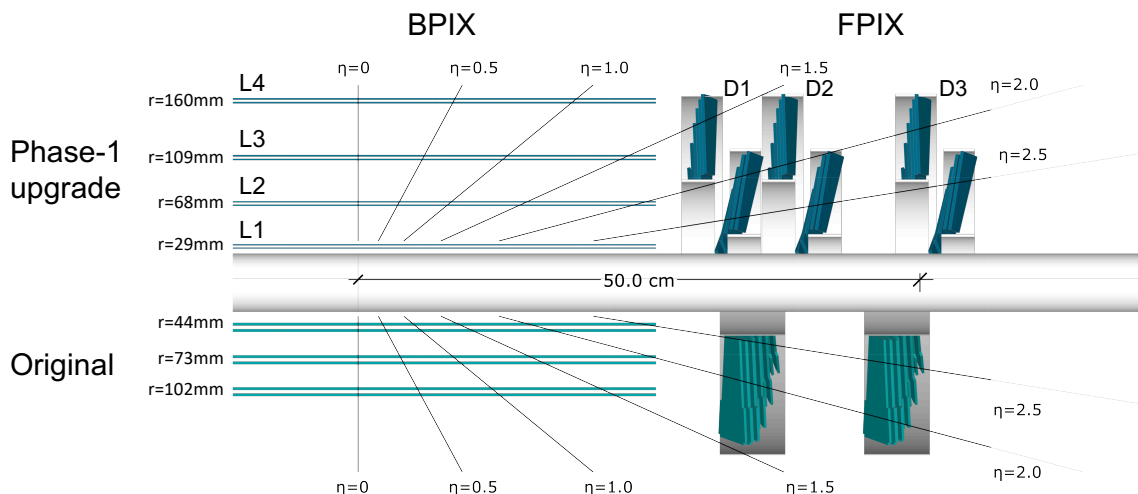 BPIX
FPIX
η=0
η=0.5
η=1.0
η=1.5
η=2.0
η=2.5
L4
D1
D2
D3
r=160mm
L3
Phase-1
upgrade
r=109mm
L2
r=68mm
L1
r=29mm
50.0 cm
r=44mm
Original
r=73mm
r=102mm
2.5
η=2.0
η=0
η=0.5
η=1.0
η=1.5